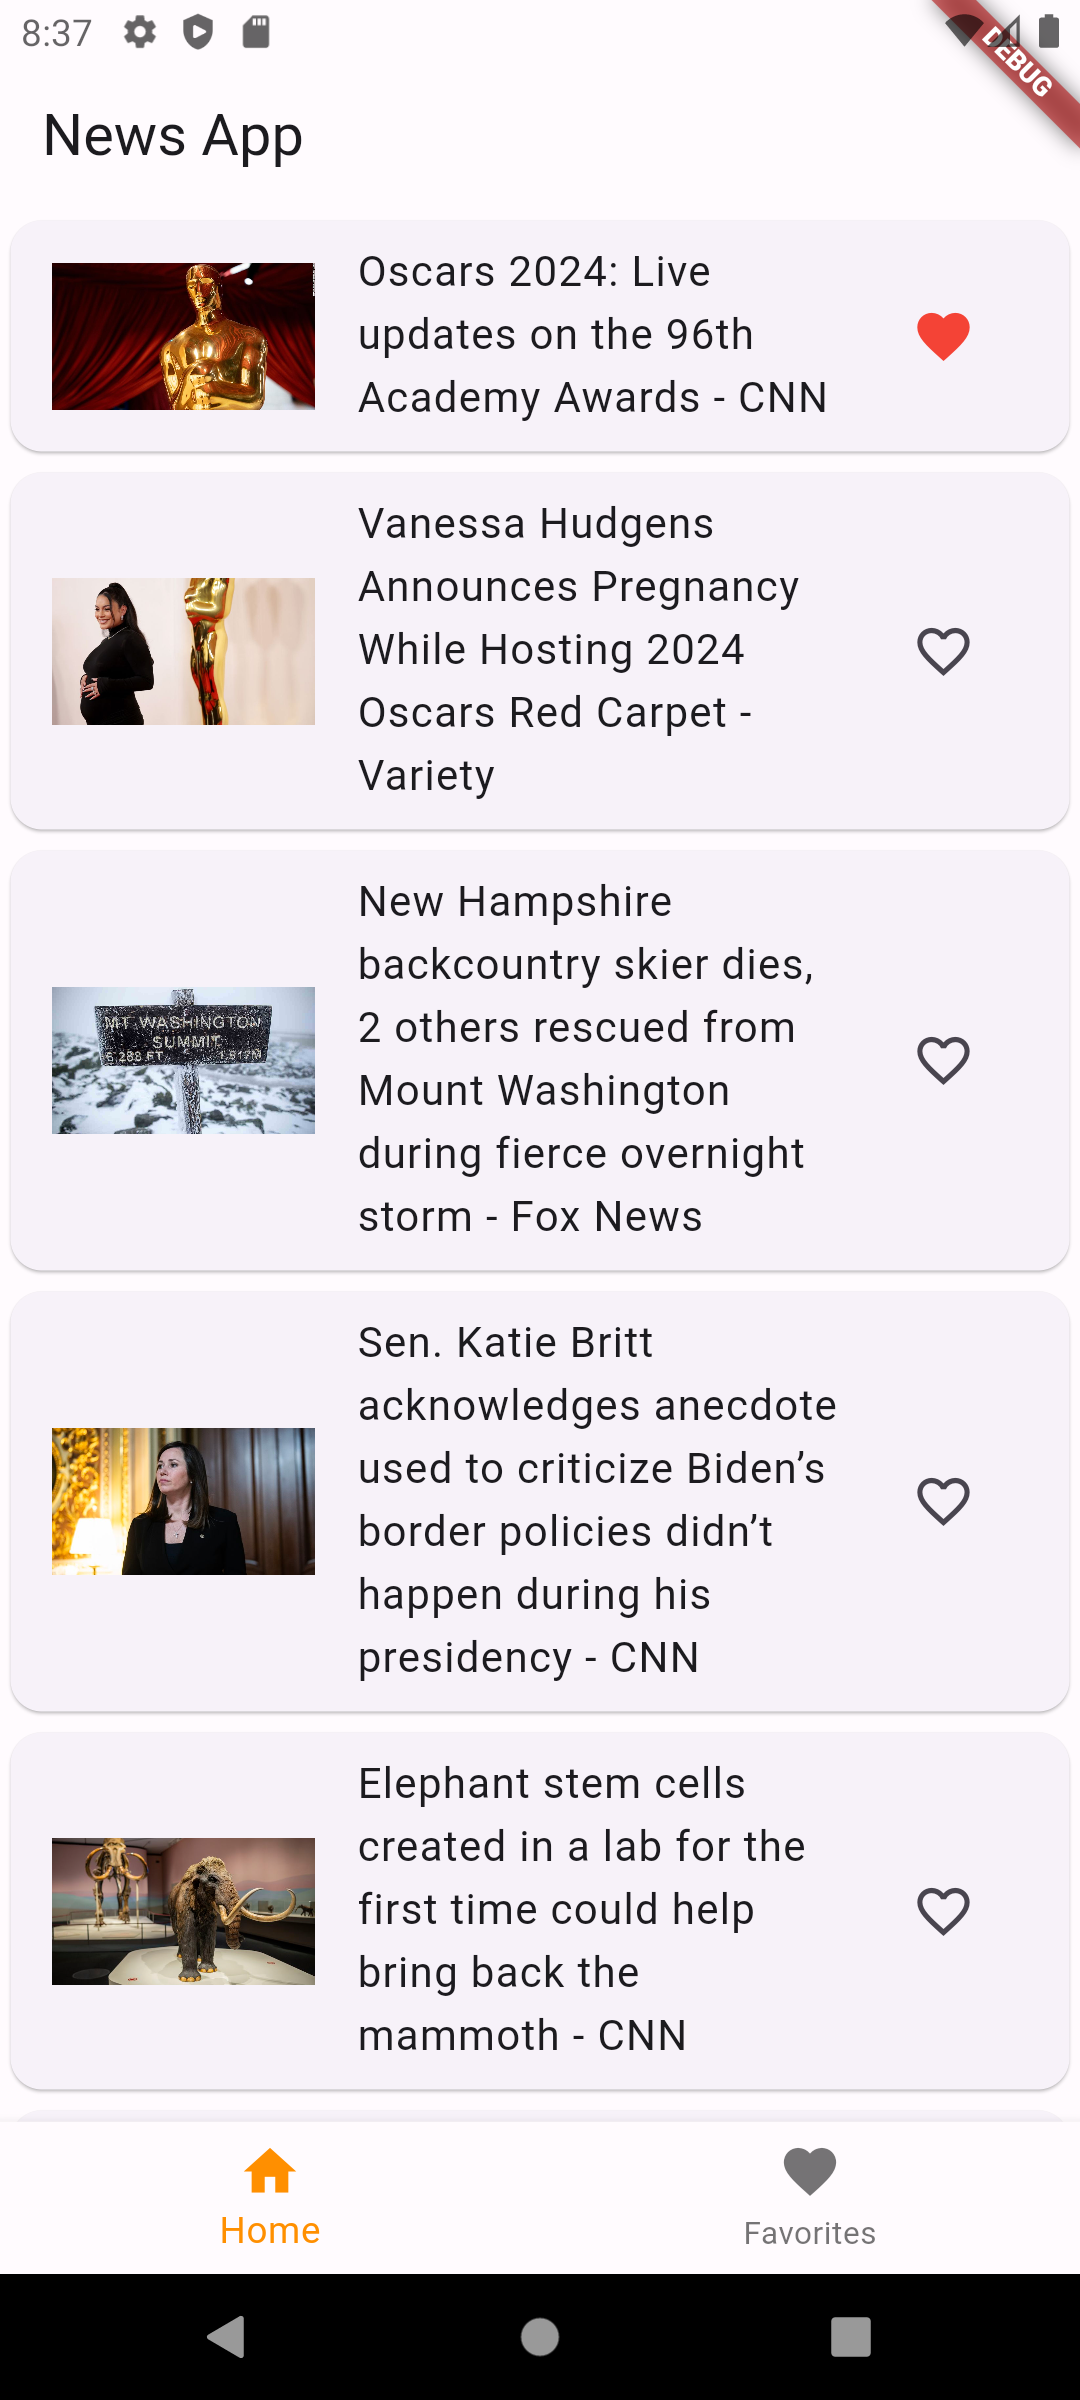 8:37
DEBUG
News App
Oscars 2024: Live
updates on the 96th
Academy Awards - CNN
Vanessa Hudgens
Announces Pregnancy
While Hosting 2024
Oscars Red Carpet -
Variety
New Hampshire
backcountry skier dies,
2 others rescued from
Mount Washington
during fierce overnight
storm - Fox News
MT WASHINGTON
SUMMIT
6,288 FT 1,917M
Sen. Katie Britt
acknowledges anecdote
used to criticize Biden’s
border policies didn’t
happen during his
presidency - CNN
Elephant stem cells
created in a lab for the
first time could help
bring back the
mammoth - CNN
Home
Favorites